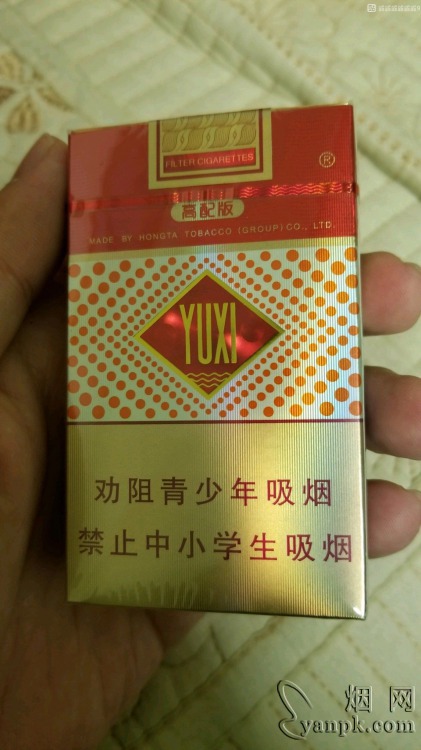 FILTER CIGARETTES
®
高配版
MADE BY HONGTA TOBACCO (GROUP) CO., LTD.
YUXI
劝阻青少年吸烟
禁止中小学生吸烟
烟网
yanpk.com